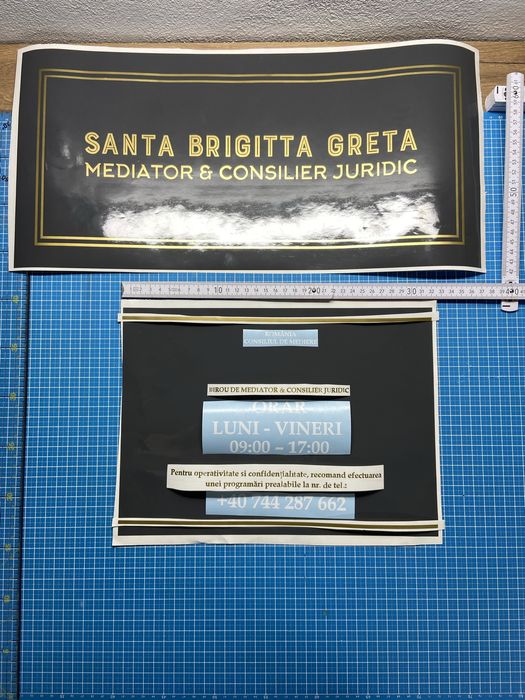 SANTA BRIGITTA GRETA
MEDIATOR & CONSILIER JURIDIC
ROMÂNIA
CONSILIUL DE MEDIERE
BIROU DE MEDIATOR & CONSILIER JURIDIC
ORAR
LUNI - VINERI
09:00 – 17:00
Pentru operativitate si confidențialitate, recomand efectuarea
unei programări prealabile la nr. de tel.:
+40 744 287 662